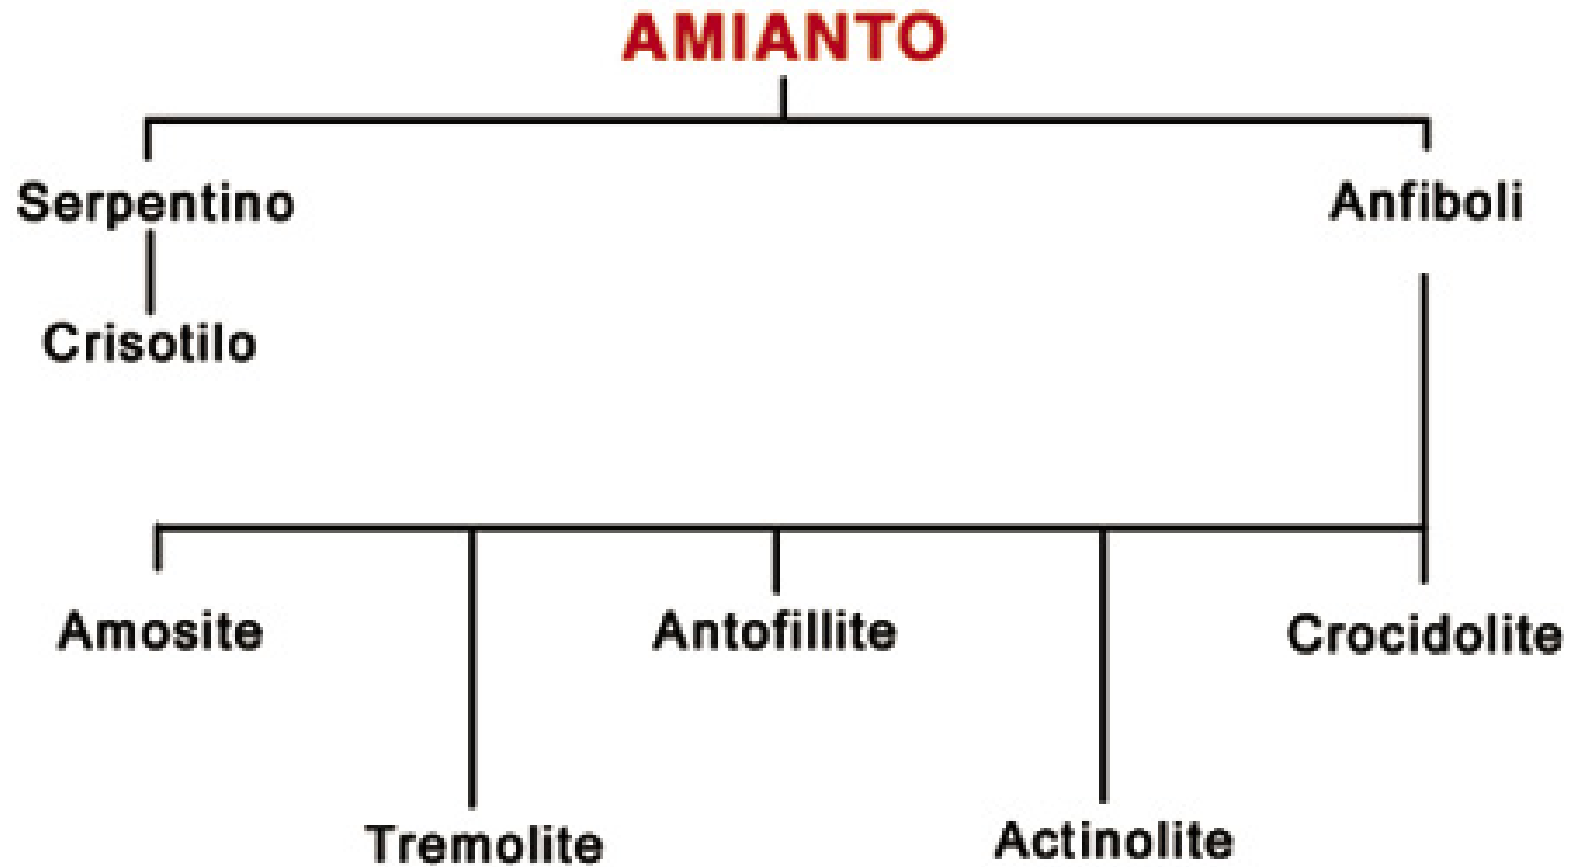 AMIANTO
Serpentino
Anfiboli
Crisotilo
Amosite
Antofillite
Crocidolite
Tremolite
Actinolite